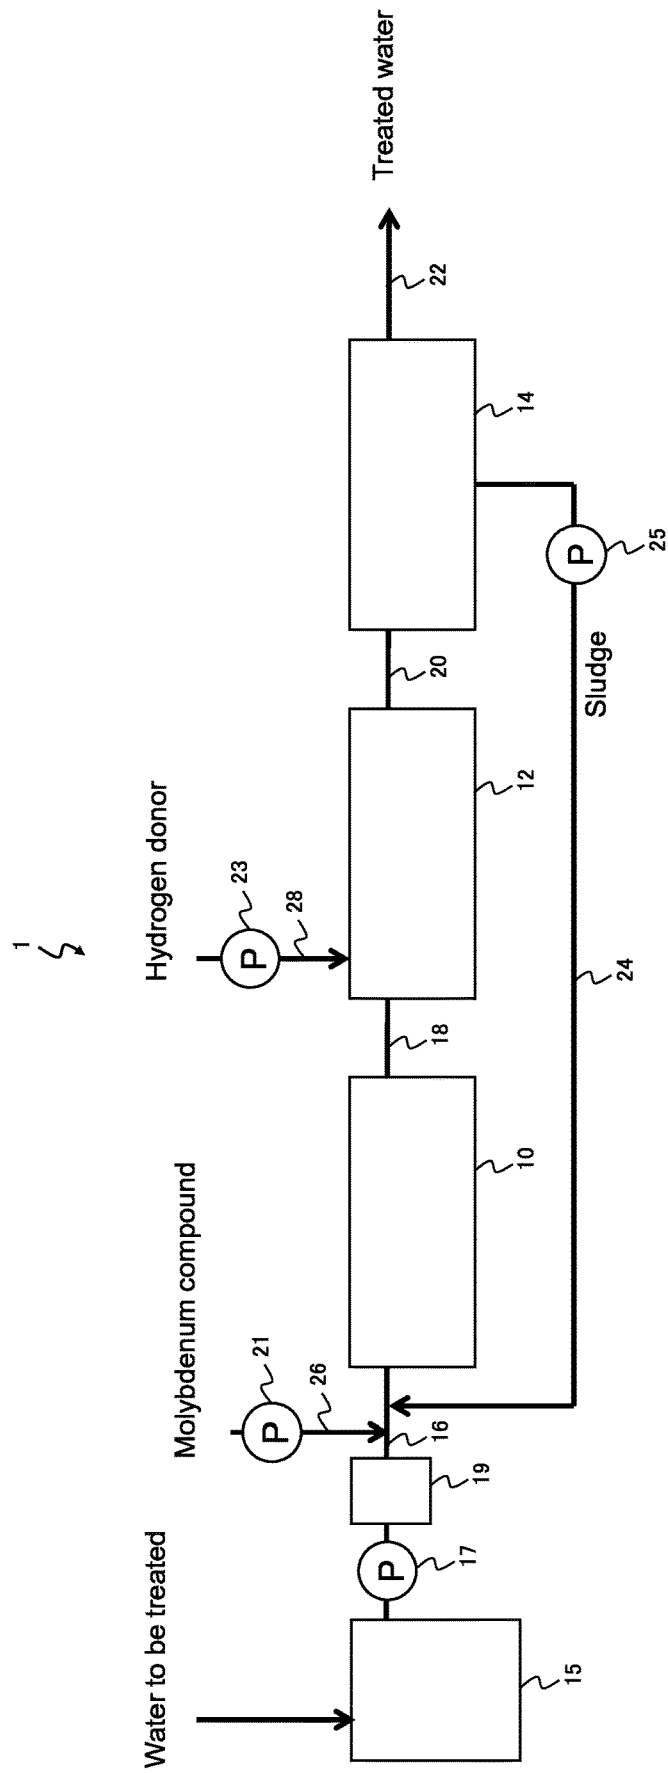 1
Water to be treated
Molybdenum compound
Hydrogen donor
Treated water
P
21
26
P
23
28
P
17
19
16
18
20
22
15
10
12
14
24
Sludge
P
25